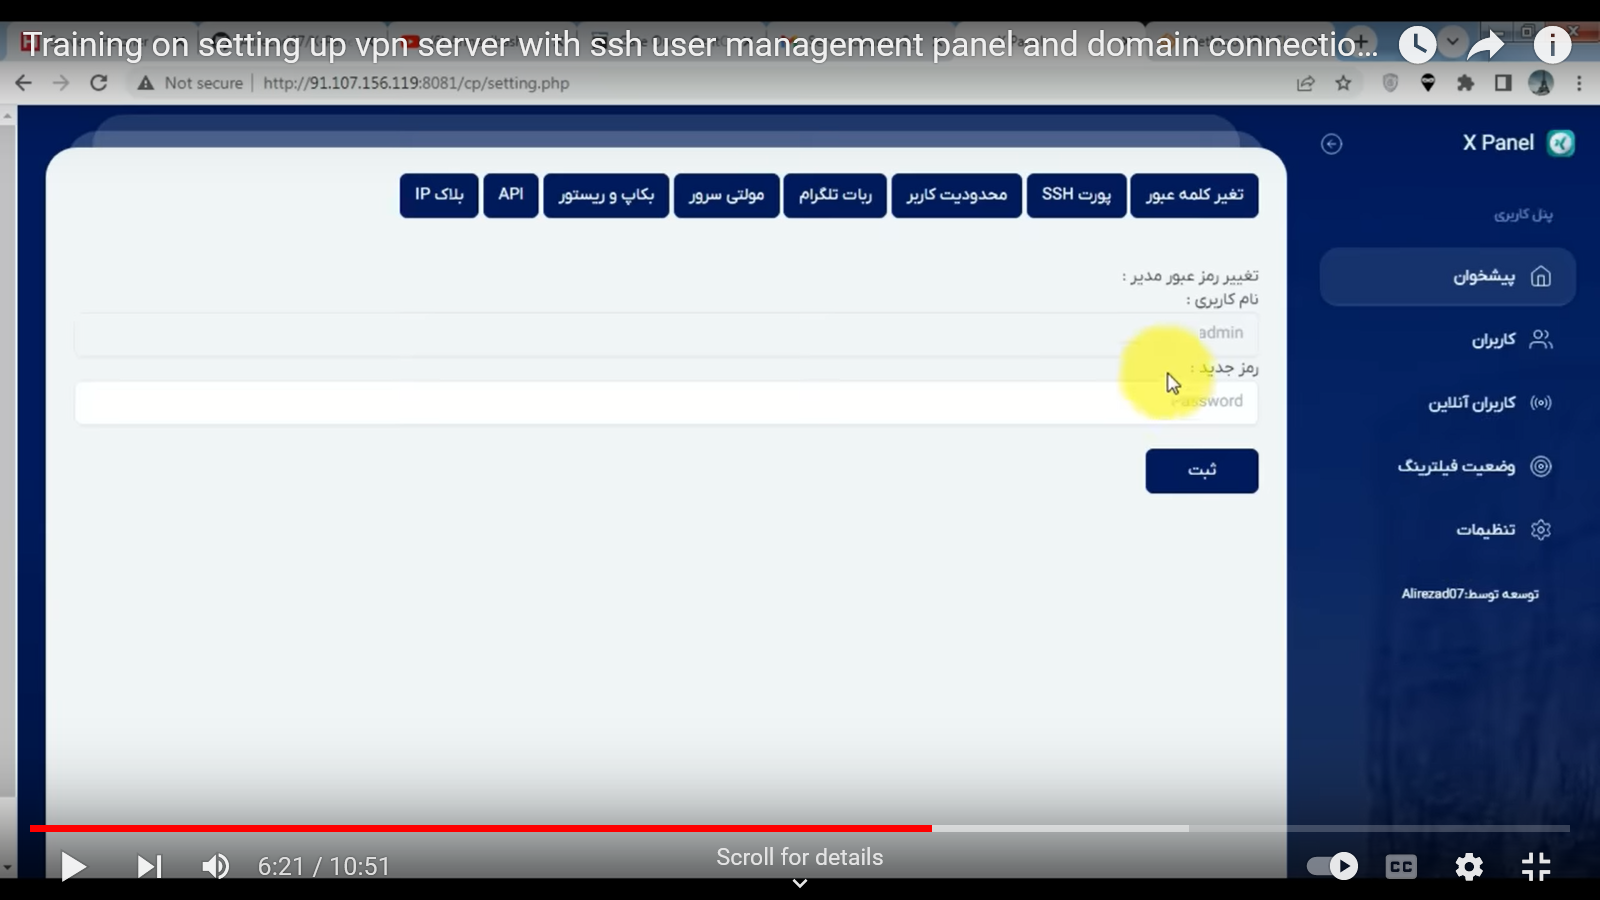 Training on setting up vpn server with ssh user management panel and domain connectio...
Not secure | http://91.107.156.119:8081/cp/setting.php
X Panel
تغیر کلمه عبور
پورت SSH
محدودیت کاربر
ربات تلگرام
مولتی سرور
بکاپ و ریستور
API
بلاک IP
پنل کاربری
پیشخوان
کاربران
کاربران آنلاین
وضعیت فیلترینگ
تنظیمات
توسعه توسط:Alirezad07
تغییر رمز عبور مدیر :
نام کاربری :
admin
رمز جدید :
Password
ثبت
6:21 / 10:51
Scroll for details
CC